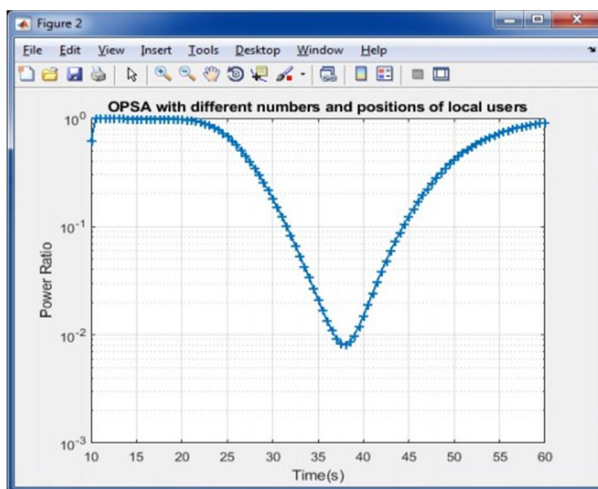 Figure 2
File Edit View Insert Tools Desktop Window Help
OPSA with different numbers and positions of local users
10^0
10^-1
10^-2
10^-3
Power Ratio
10 15 20 25 30 35 40 45 50 55 60
Time(s)